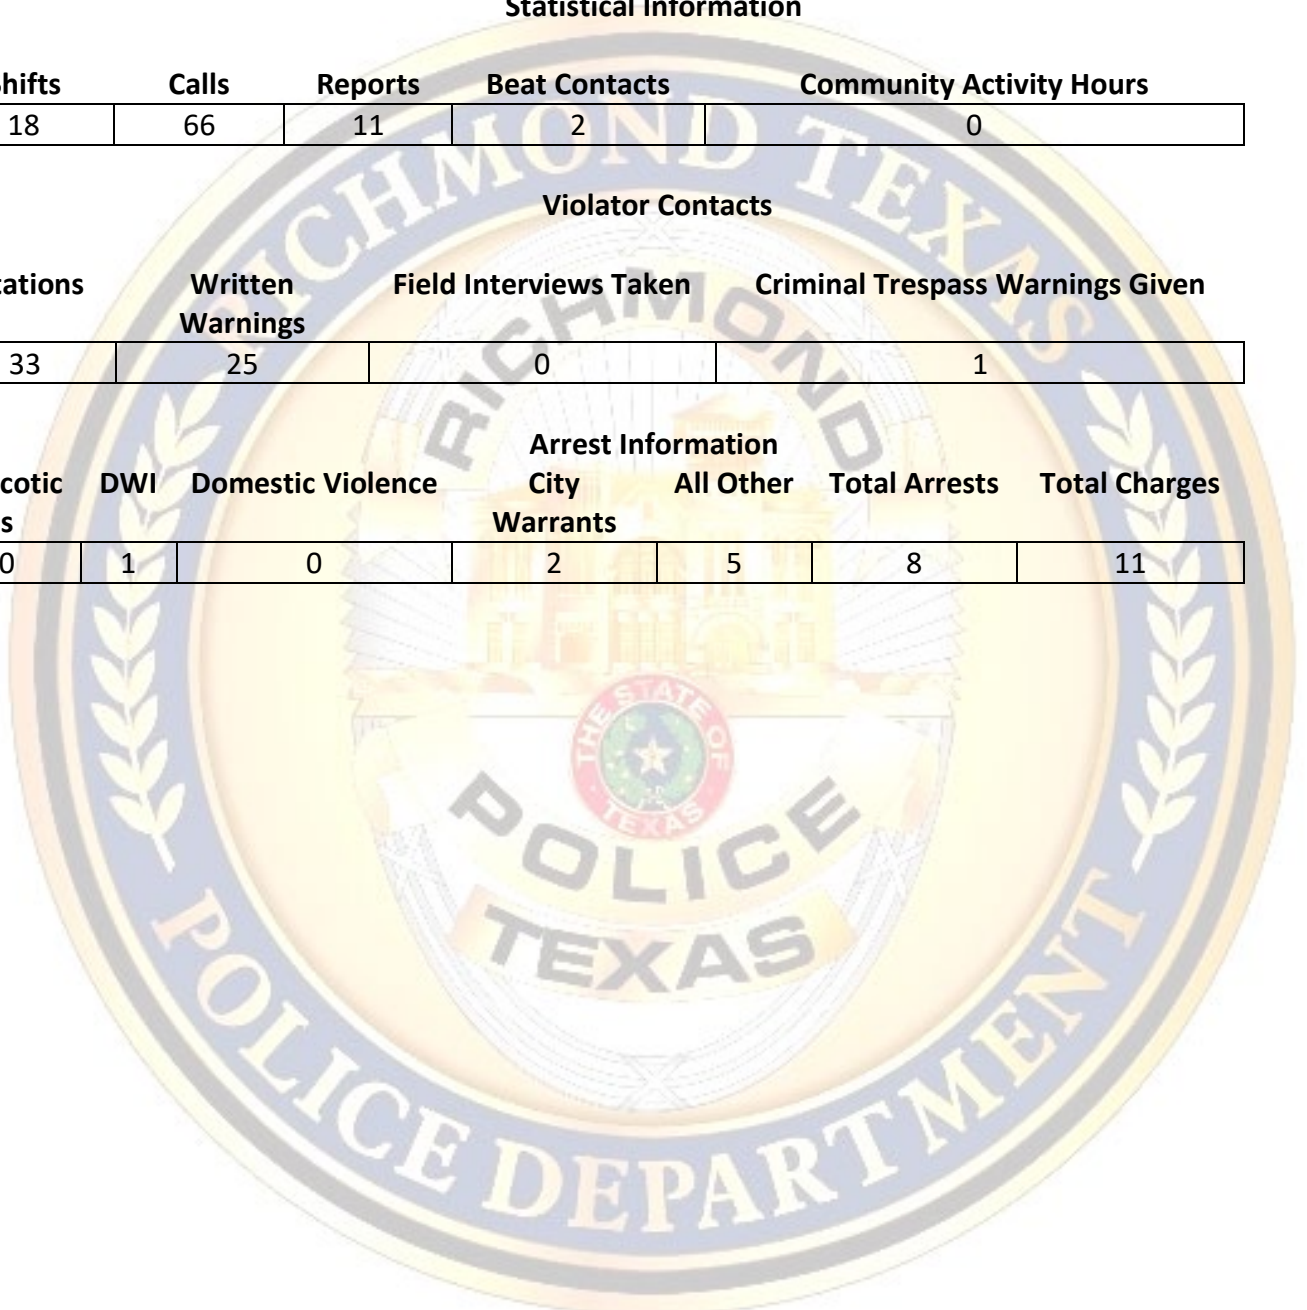 Statistical Information
hifts Calls Reports Beat Contacts Community Activity Hours
18 66 11 2 0
Violator Contacts
tations Written Field Interviews Taken Criminal Trespass Warnings Given
Warnings
33 25 0 1
Arrest Information
cotic DWI Domestic Violence City All Other Total Arrests Total Charges
s Warrants
0 1 0 2 5 8 11
RICHMOND TEXAS
RICHMOND
THE STATE OF
TEXAS
POLICE
TEXAS
POLICE DEPARTMENT